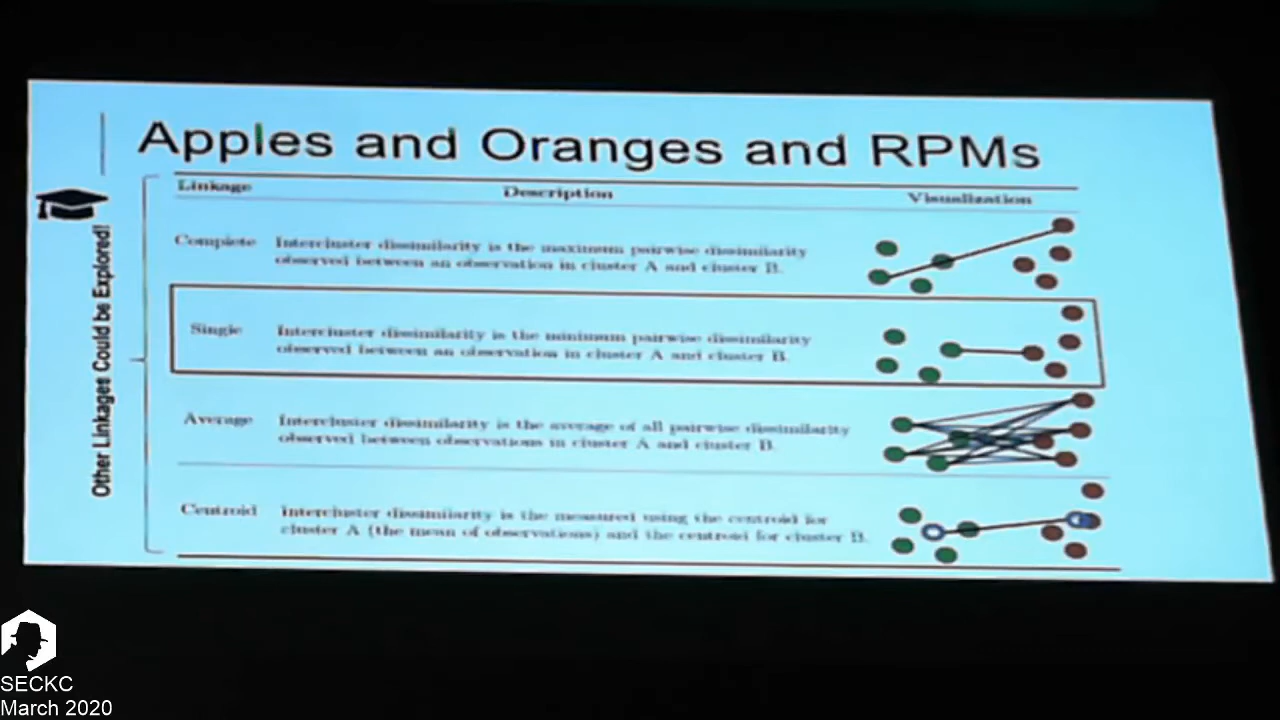 Apples and Oranges and RPMs
Linkage Description Visualization
Complete Intercluster dissimilarity is the maximum pairwise dissimilarity
observed between an observation in cluster A and cluster B.
Single Intercluster dissimilarity is the minimum pairwise dissimilarity
observed between an observation in cluster A and cluster B.
Average Intercluster dissimilarity is the average of all pairwise dissimilarity
observed between observations in cluster A and cluster B.
Centroid Intercluster dissimilarity is the measured using the centroid for
cluster A (the mean of observations) and the centroid for cluster B.
Other Linkages Could be Explored!
SECKC
March 2020